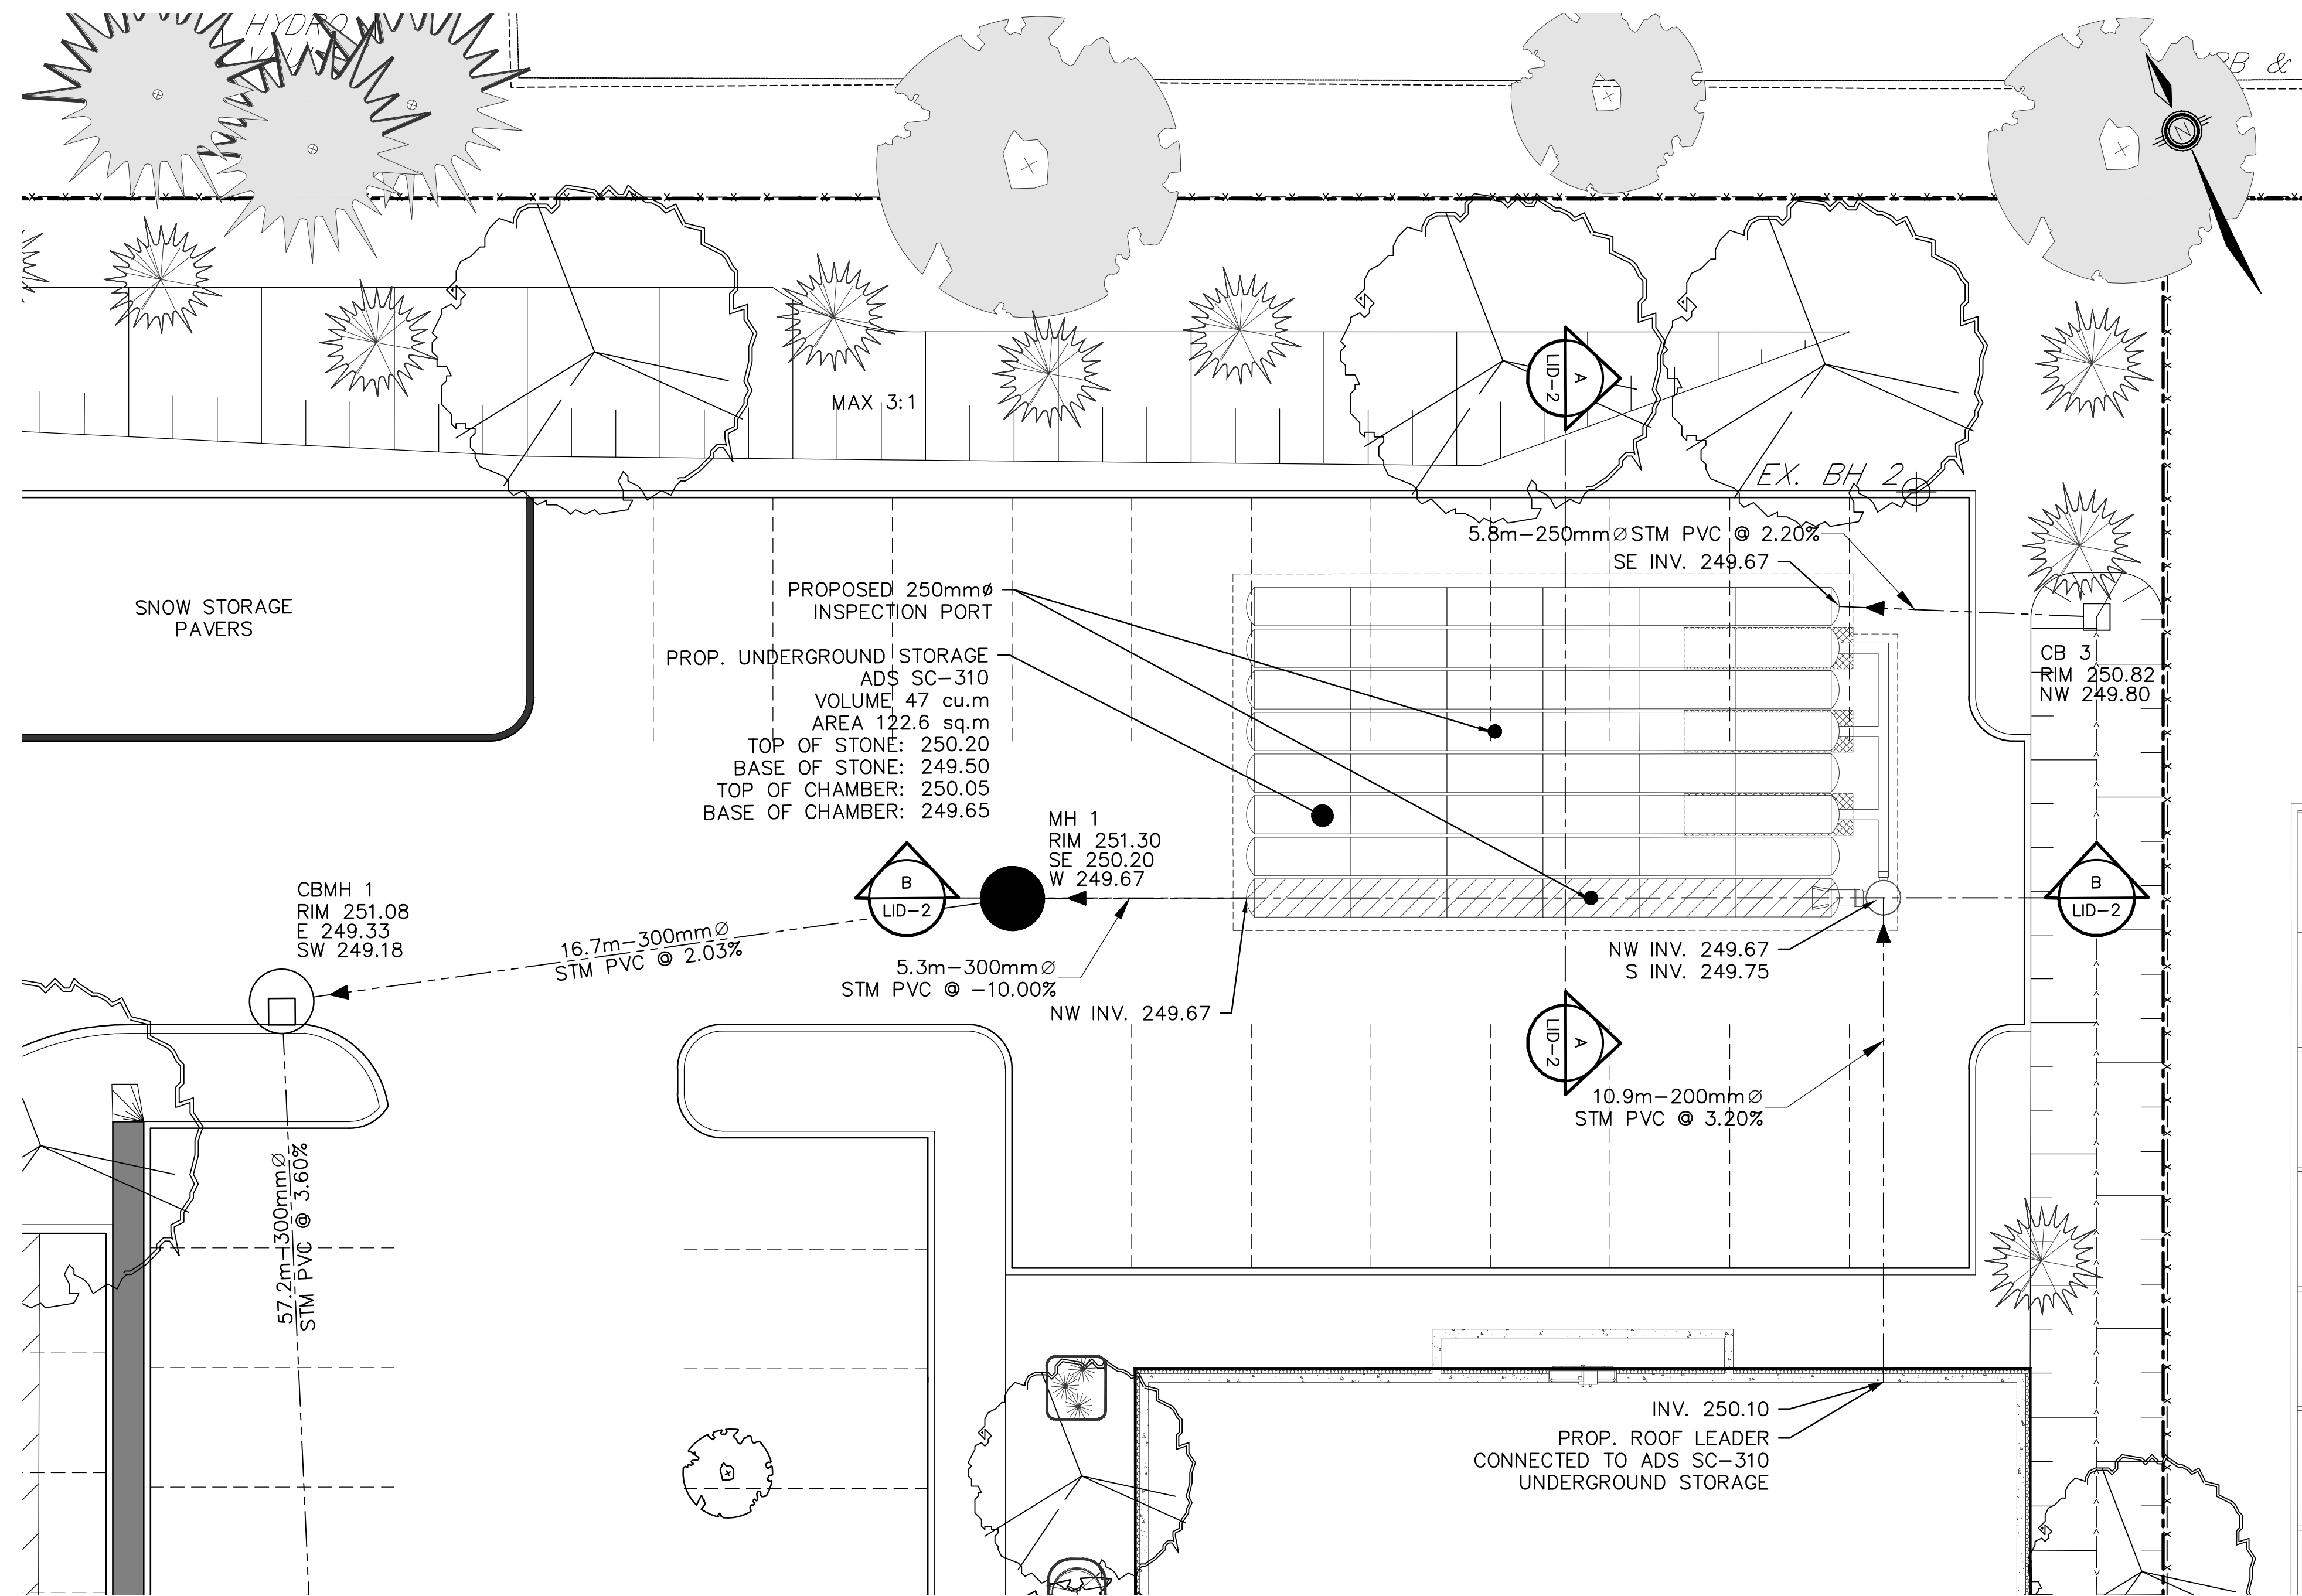 HYDRO
N
MAX 3:1
A
LID-2
EX. BH 2
5.8m-250mm∅ STM PVC @ 2.20%
SE INV. 249.67
SNOW STORAGE
PAVERS
PROPOSED 250mmø
INSPECTION PORT
PROP. UNDERGROUND STORAGE
ADS SC-310
VOLUME 47 cu.m
AREA 122.6 sq.m
TOP OF STONE: 250.20
BASE OF STONE: 249.50
TOP OF CHAMBER: 250.05
BASE OF CHAMBER: 249.65
CB 3
RIM 250.82
NW 249.80
MH 1
RIM 251.30
SE 250.20
W 249.67
B
LID-2
B
LID-2
CBMH 1
RIM 251.08
E 249.33
SW 249.18
16.7m-300mm∅
STM PVC @ 2.03%
5.3m-300mm∅
STM PVC @ -10.00%
NW INV. 249.67
NW INV. 249.67
S INV. 249.75
A
LID-2
10.9m-200mm∅
STM PVC @ 3.20%
57.2m-300mm∅
STM PVC @ 3.60%
INV. 250.10
PROP. ROOF LEADER
CONNECTED TO ADS SC-310
UNDERGROUND STORAGE